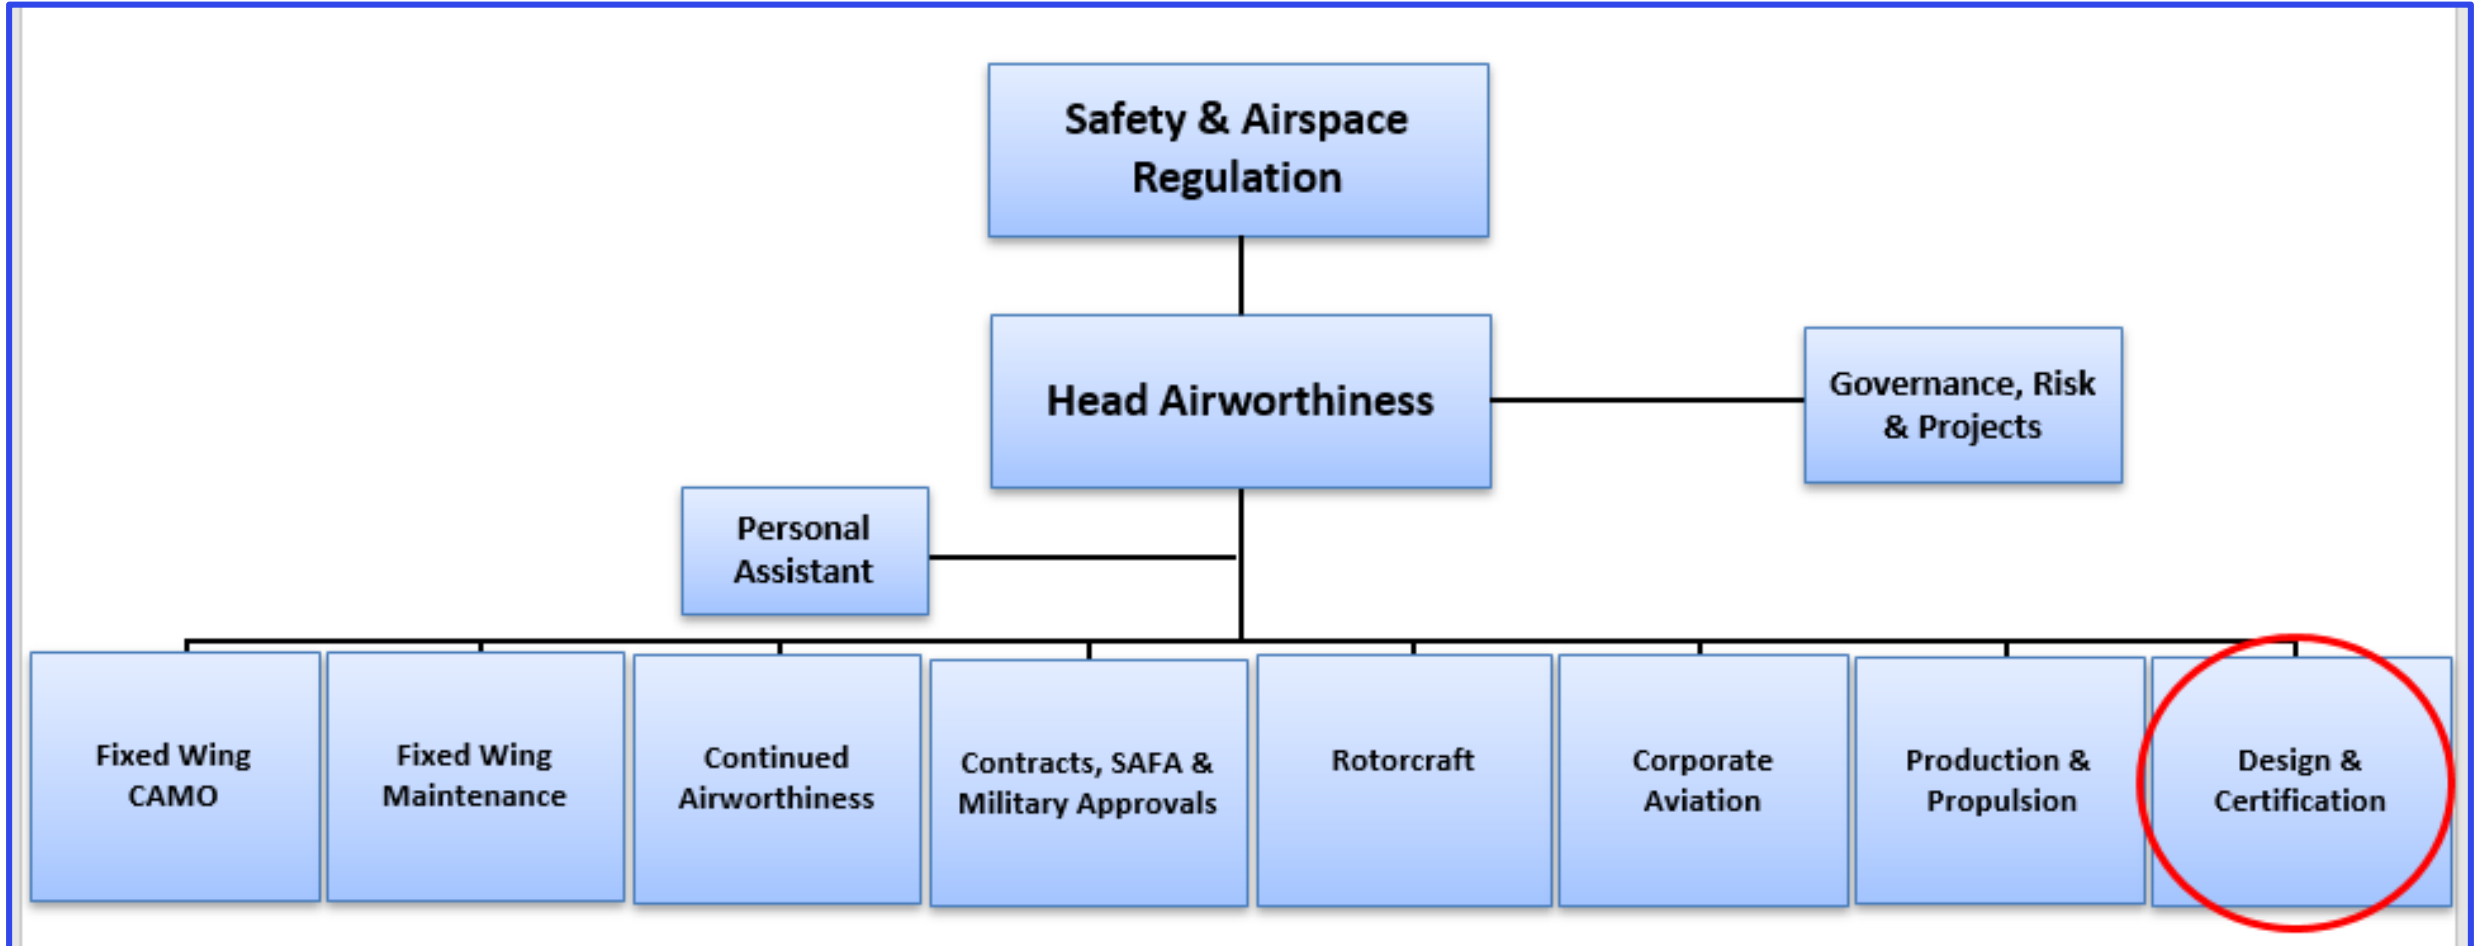 Safety & Airspace
Regulation
Head Airworthiness
Governance, Risk
& Projects
Personal
Assistant
Fixed Wing
CAMO
Fixed Wing
Maintenance
Continued
Airworthiness
Contracts, SAFA &
Military Approvals
Rotorcraft
Corporate
Aviation
Production &
Propulsion
Design &
Certification